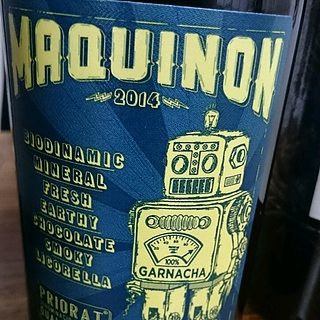 MAQUINON
2014
BIODINAMIC
MINERAL
FRESH
EARTHY
CHOCOLATE
SMOKY
LICORELLA
100%
GARNACHA
PRIORAT